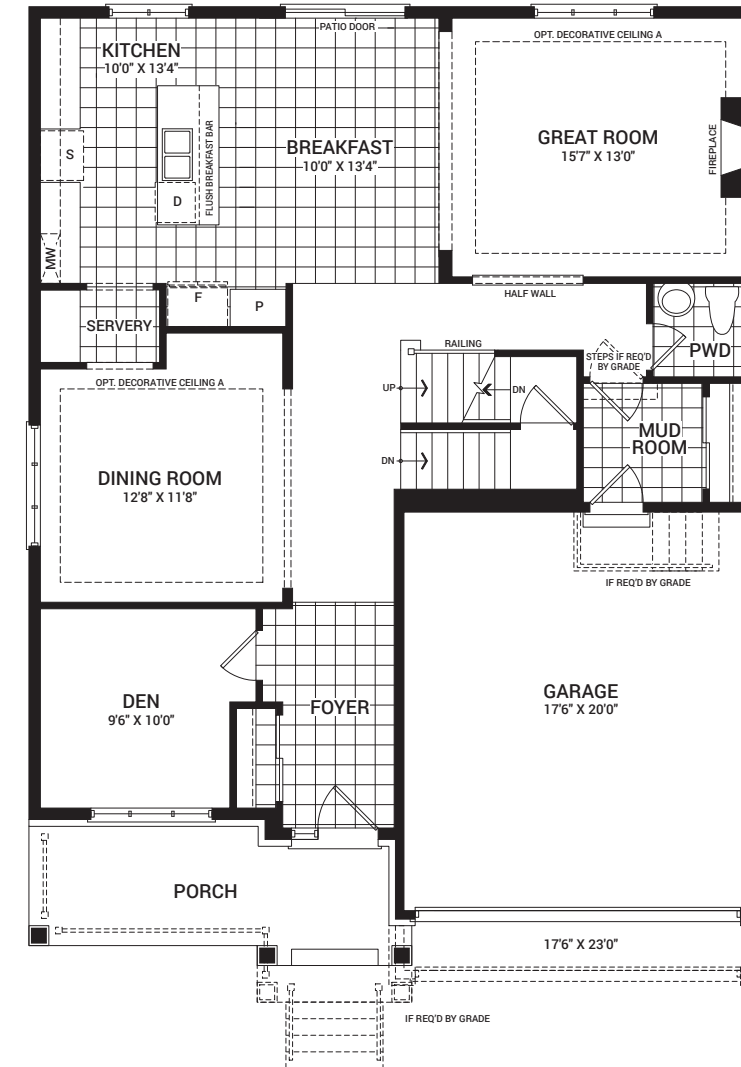 PATIO DOOR
OPT. DECORATIVE CEILING A
KITCHEN
10'0" X 13'4"
S
D
FLUSH BREAKFAST BAR
BREAKFAST
10'0" X 13'4"
GREAT ROOM
15'7" X 13'0"
FIREPLACE
MW
F
P
SERVERY
HALF WALL
PWD
RAILING
STEPS IF REQ'D
BY GRADE
UP
DN
DN
OPT. DECORATIVE CEILING A
DINING ROOM
12'8" X 11'8"
MUD
ROOM
IF REQ'D BY GRADE
DEN
9'6" X 10'0"
FOYER
GARAGE
17'6" X 20'0"
PORCH
17'6" X 23'0"
IF REQ'D BY GRADE